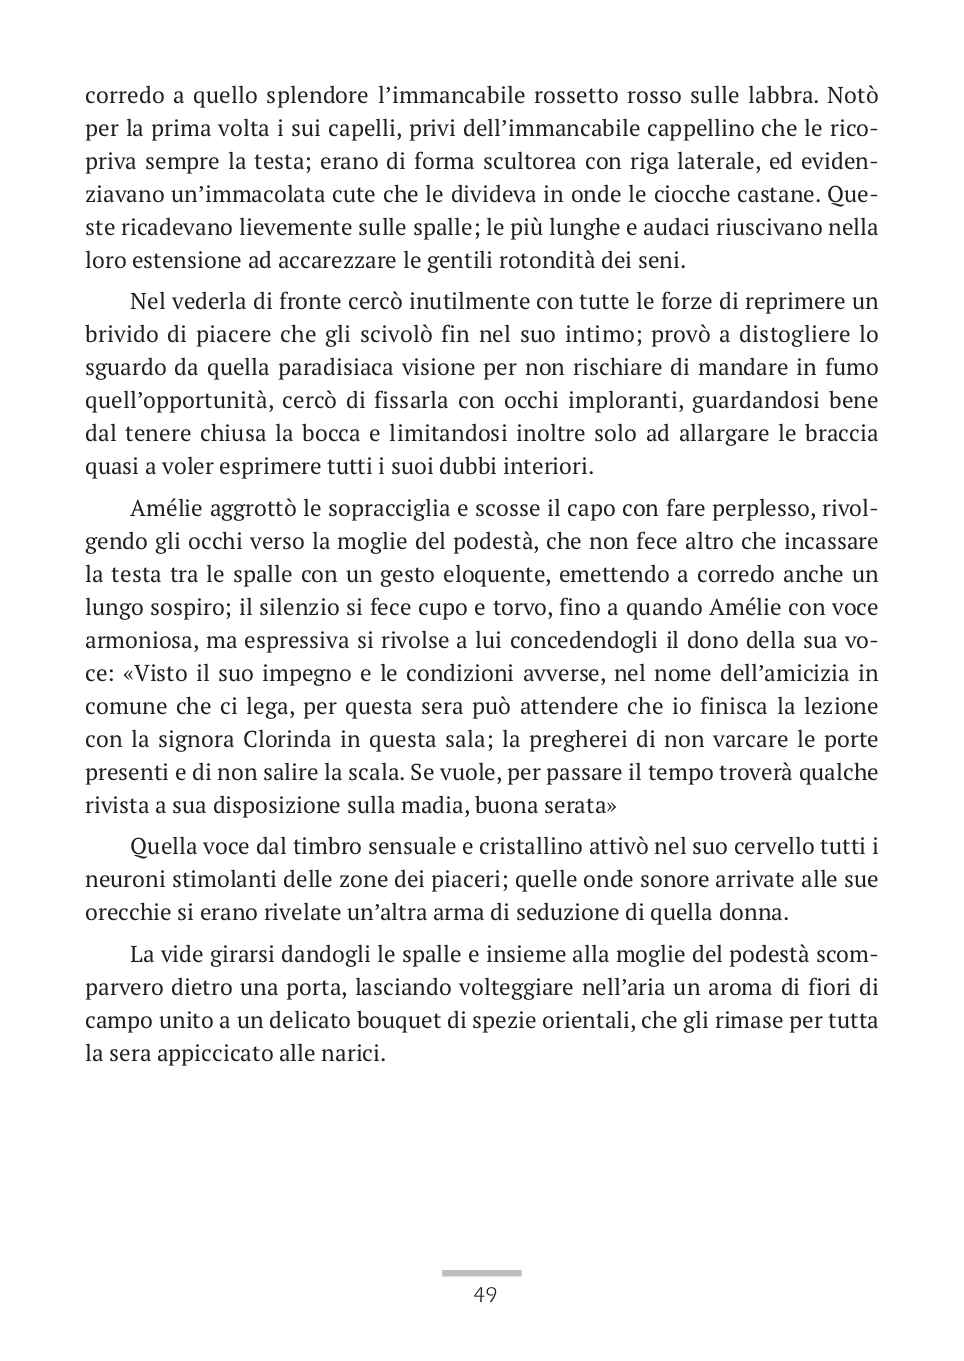 corredo a quello splendore l’immancabile rossetto rosso sulle labbra. Notò
per la prima volta i sui capelli, privi dell’immancabile cappellino che le rico-
priva sempre la testa; erano di forma scultorea con riga laterale, ed eviden-
ziavano un’immacolata cute che le divideva in onde le ciocche castane. Que-
ste ricadevano lievemente sulle spalle; le più lunghe e audaci riuscivano nella
loro estensione ad accarezzare le gentili rotondità dei seni.
Nel vederla di fronte cercò inutilmente con tutte le forze di reprimere un
brivido di piacere che gli scivolò fin nel suo intimo; provò a distogliere lo
sguardo da quella paradisiaca visione per non rischiare di mandare in fumo
quell’opportunità, cercò di fissarla con occhi imploranti, guardandosi bene
dal tenere chiusa la bocca e limitandosi inoltre solo ad allargare le braccia
quasi a voler esprimere tutti i suoi dubbi interiori.
Amélie aggrottò le sopracciglia e scosse il capo con fare perplesso, rivol-
gendo gli occhi verso la moglie del podestà, che non fece altro che incassare
la testa tra le spalle con un gesto eloquente, emettendo a corredo anche un
lungo sospiro; il silenzio si fece cupo e torvo, fino a quando Amélie con voce
armoniosa, ma espressiva si rivolse a lui concedendogli il dono della sua vo-
ce: «Visto il suo impegno e le condizioni avverse, nel nome dell’amicizia in
comune che ci lega, per questa sera può attendere che io finisca la lezione
con la signora Clorinda in questa sala; la pregherei di non varcare le porte
presenti e di non salire la scala. Se vuole, per passare il tempo troverà qualche
rivista a sua disposizione sulla madia, buona serata»
Quella voce dal timbro sensuale e cristallino attivò nel suo cervello tutti i
neuroni stimolanti delle zone dei piaceri; quelle onde sonore arrivate alle sue
orecchie si erano rivelate un’altra arma di seduzione di quella donna.
La vide girarsi dandogli le spalle e insieme alla moglie del podestà scom-
parvero dietro una porta, lasciando volteggiare nell’aria un aroma di fiori di
campo unito a un delicato bouquet di spezie orientali, che gli rimase per tutta
la sera appiccicato alle narici.
49